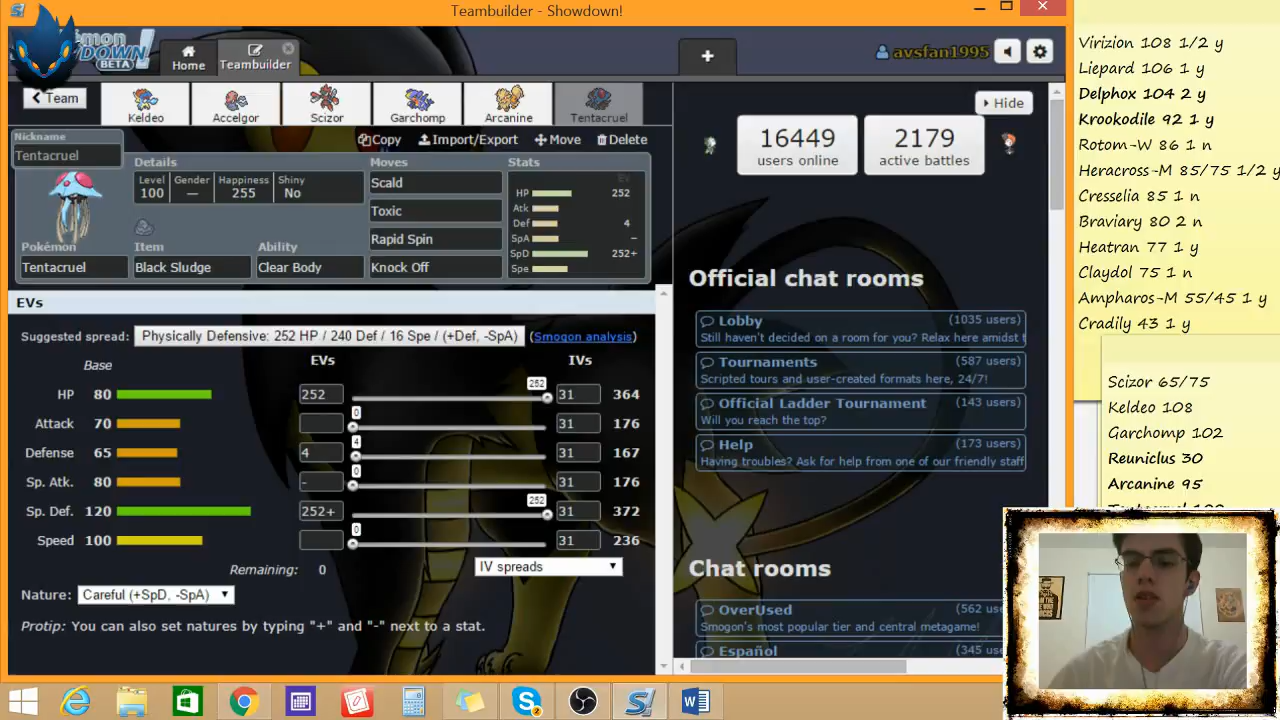 Teambuilder - Showdown!
BETA
Home
Teambuilder
avsfan1995
Team
Keldeo
Accelgor
Scizor
Garchomp
Arcanine
Tentacruel
Hide
Copy
Import/Export
Move
Delete
Nickname
Tentacruel
Details
Level Gender Happiness Shiny
100 — 255 No
Pokémon
Tentacruel
Item
Black Sludge
Ability
Clear Body
Moves
Scald
Toxic
Rapid Spin
Knock Off
Stats
EV
HP 252
Atk
Def 4
SpA –
SpD 252+
Spe
16449
users online
2179
active battles
Official chat rooms
Lobby (1035 users)
Still haven't decided on a room for you? Relax here amidst t
Tournaments (587 users)
Scripted tours and user-created formats here, 24/7!
Official Ladder Tournament (143 users)
Will you reach the top?
Help (173 users)
Having troubles? Ask for help from one of our friendly staff
Chat rooms
OverUsed (562 use
Smogon's most popular tier and central metagame!
Español (345 use
EVs
Suggested spread: Physically Defensive: 252 HP / 240 Def / 16 Spe / (+Def, -SpA) (Smogon analysis)
Base EVs IVs
HP 80 252 252 31 364
Attack 70 0 31 176
Defense 65 4 4 31 167
Sp. Atk. 80 - 0 31 176
Sp. Def. 120 252+ 252 31 372
Speed 100 0 31 236
Remaining: 0
IV spreads
Nature: Careful (+SpD, -SpA)
Protip: You can also set natures by typing "+" and "-" next to a stat.
Virizion 108 1/2 y
Liepard 106 1 y
Delphox 104 2 y
Krookodile 92 1 y
Rotom-W 86 1 n
Heracross-M 85/75 1/2 y
Cresselia 85 1 n
Braviary 80 2 n
Heatran 77 1 y
Claydol 75 1 n
Ampharos-M 55/45 1 y
Cradily 43 1 y
Scizor 65/75
Keldeo 108
Garchomp 102
Reuniclus 30
Arcanine 95